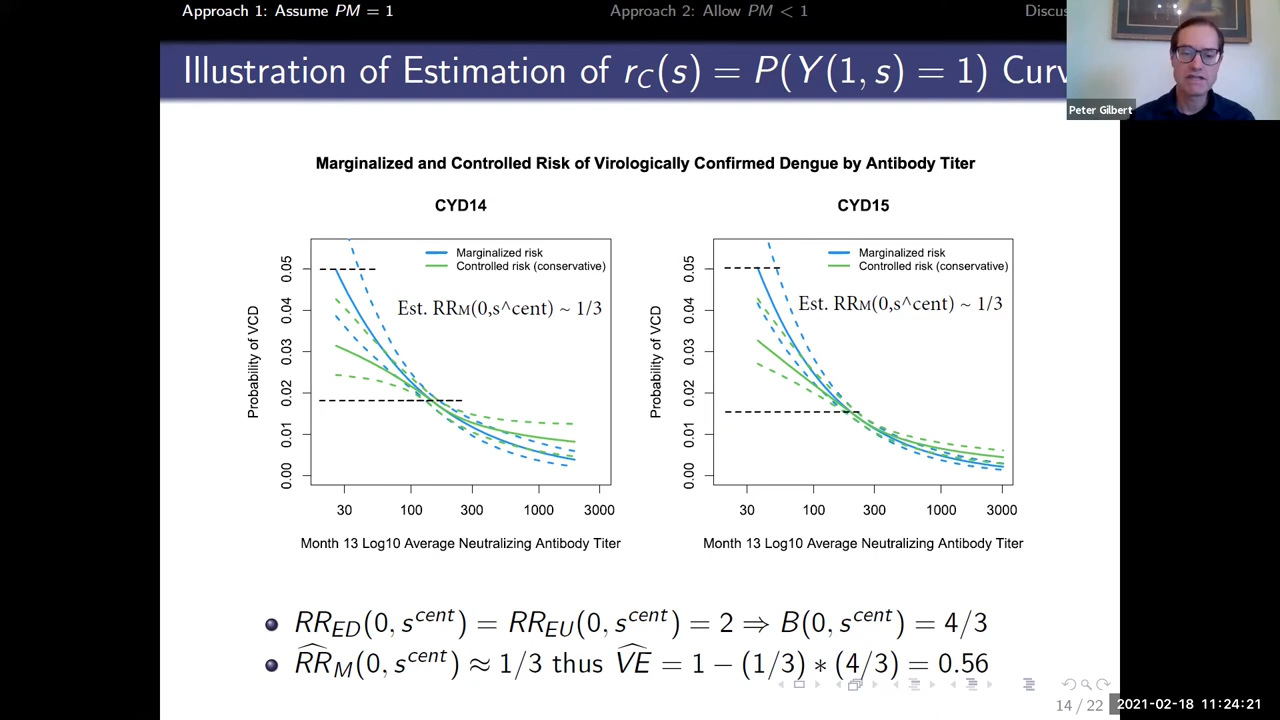 Approach 1: Assume PM = 1
Approach 2: Allow PM < 1
Discus
Illustration of Estimation of r_C(s) = P(Y(1, s) = 1) Curv
Peter Gilbert
Marginalized and Controlled Risk of Virologically Confirmed Dengue by Antibody Titer
CYD14
CYD15
Marginalized risk
Controlled risk (conservative)
Est. RRM(0,s^cent) ~ 1/3
Probability of VCD
0.05
0.04
0.03
0.02
0.01
0.00
30 100 300 1000 3000
Month 13 Log10 Average Neutralizing Antibody Titer
Marginalized risk
Controlled risk (conservative)
Est. RRM(0,s^cent) ~ 1/3
Probability of VCD
0.05
0.04
0.03
0.02
0.01
0.00
30 100 300 1000 3000
Month 13 Log10 Average Neutralizing Antibody Titer
RR_ED(0, s^cent) = RR_EU(0, s^cent) = 2 ⇒ B(0, s^cent) = 4/3
R̂R_M(0, s^cent) ≈ 1/3 thus V̂E = 1 − (1/3) ∗ (4/3) = 0.56
14 / 22
2021-02-18 11:24:21